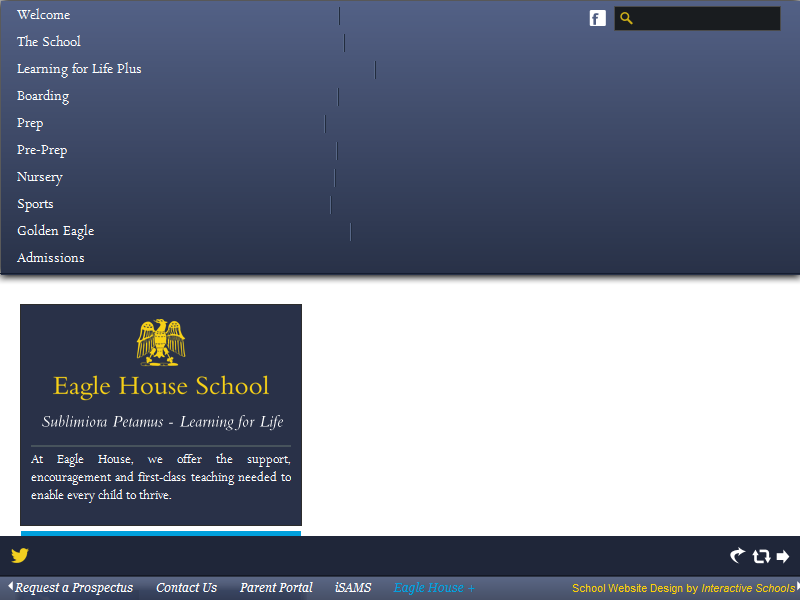 Welcome
The School
Learning for Life Plus
Boarding
Prep
Pre-Prep
Nursery
Sports
Golden Eagle
Admissions
Eagle House School
Sublimiora Petamus - Learning for Life
At Eagle House, we offer the support,
encouragement and first-class teaching needed to
enable every child to thrive.
Request a Prospectus Contact Us Parent Portal iSAMS Eagle House + School Website Design by Interactive Schools